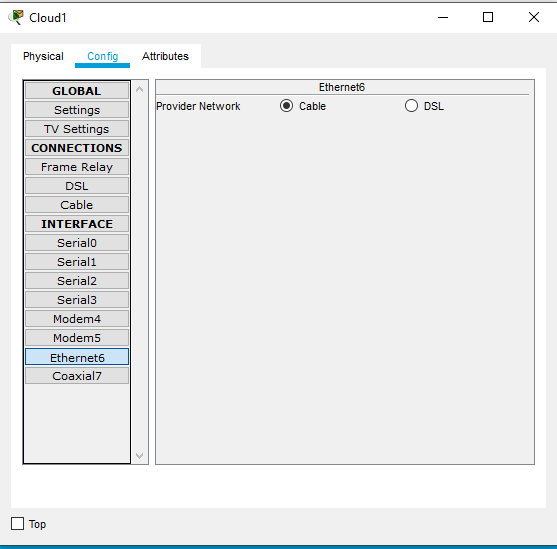 Cloud1
Physical Config Attributes
GLOBAL
Settings
TV Settings
CONNECTIONS
Frame Relay
DSL
Cable
INTERFACE
Serial0
Serial1
Serial2
Serial3
Modem4
Modem5
Ethernet6
Coaxial7
Ethernet6
Provider Network Cable DSL
Top